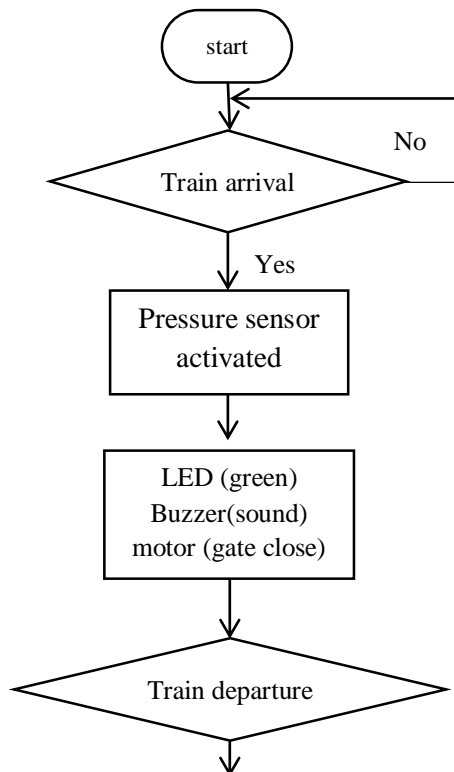 start
No
Train arrival
Yes
Pressure sensor
activated
LED (green)
Buzzer(sound)
motor (gate close)
Train departure